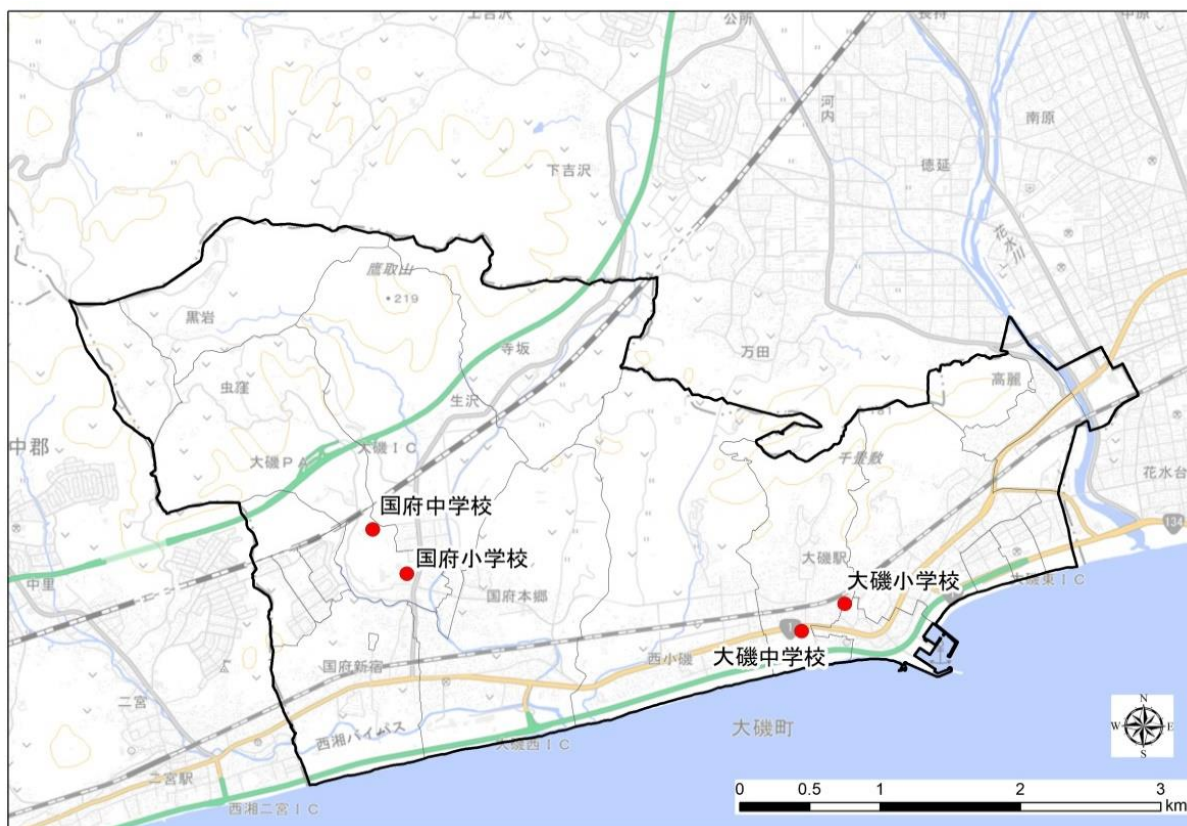 上吉沢
公所
長持
中原
河内
南原
下吉沢
徳延
花水川
鷹取山
・219
黒岩
寺坂
万田
高麗
虫窪
生沢
181
中郡
大磯PA
大磯IC
千畳敷
花水台
国府中学校
134
国府小学校
大磯駅
中里
大磯小学校
大磯東IC
国府本郷
1
大磯中学校
国府新宿
西小磯
二宮
大磯町
西湘バイパス
大磯西IC
二宮駅
西湘二宮IC
N
W
E
S
0 0.5 1 2 3
km